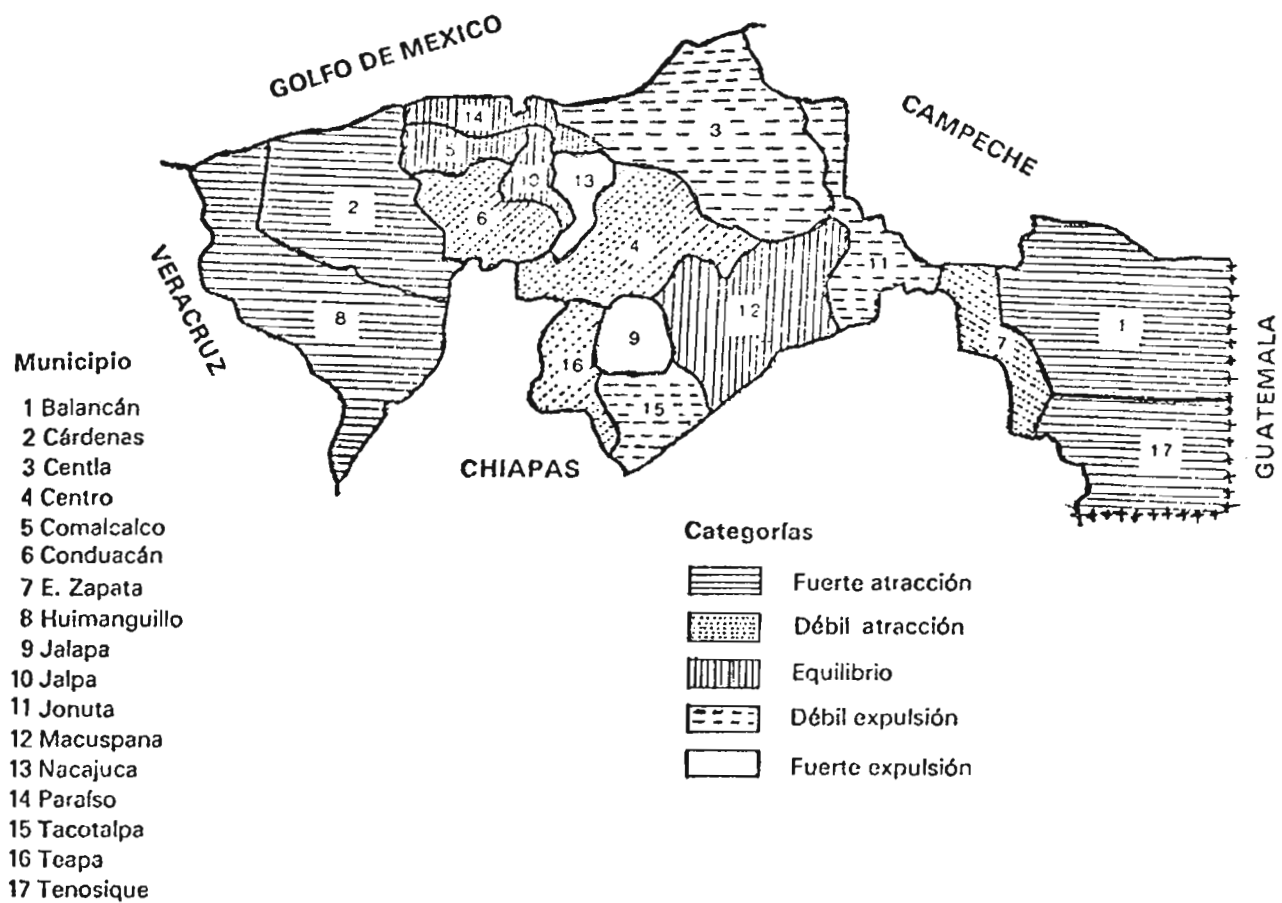 GOLFO DE MEXICO
CAMPECHE
VERACRUZ
GUATEMALA
CHIAPAS
14
3
5
10
13
2
6
4
11
8
12
9
1
7
16
15
17
Municipio
1 Balancán
2 Cárdenas
3 Centla
4 Centro
5 Comalcalco
6 Conduacán
7 E. Zapata
8 Huimanguillo
9 Jalapa
10 Jalpa
11 Jonuta
12 Macuspana
13 Nacajuca
14 Paraíso
15 Tacotalpa
16 Teapa
17 Tenosique
Categorías
Fuerte atracción
Débil atracción
Equilibrio
Débil expulsión
Fuerte expulsión